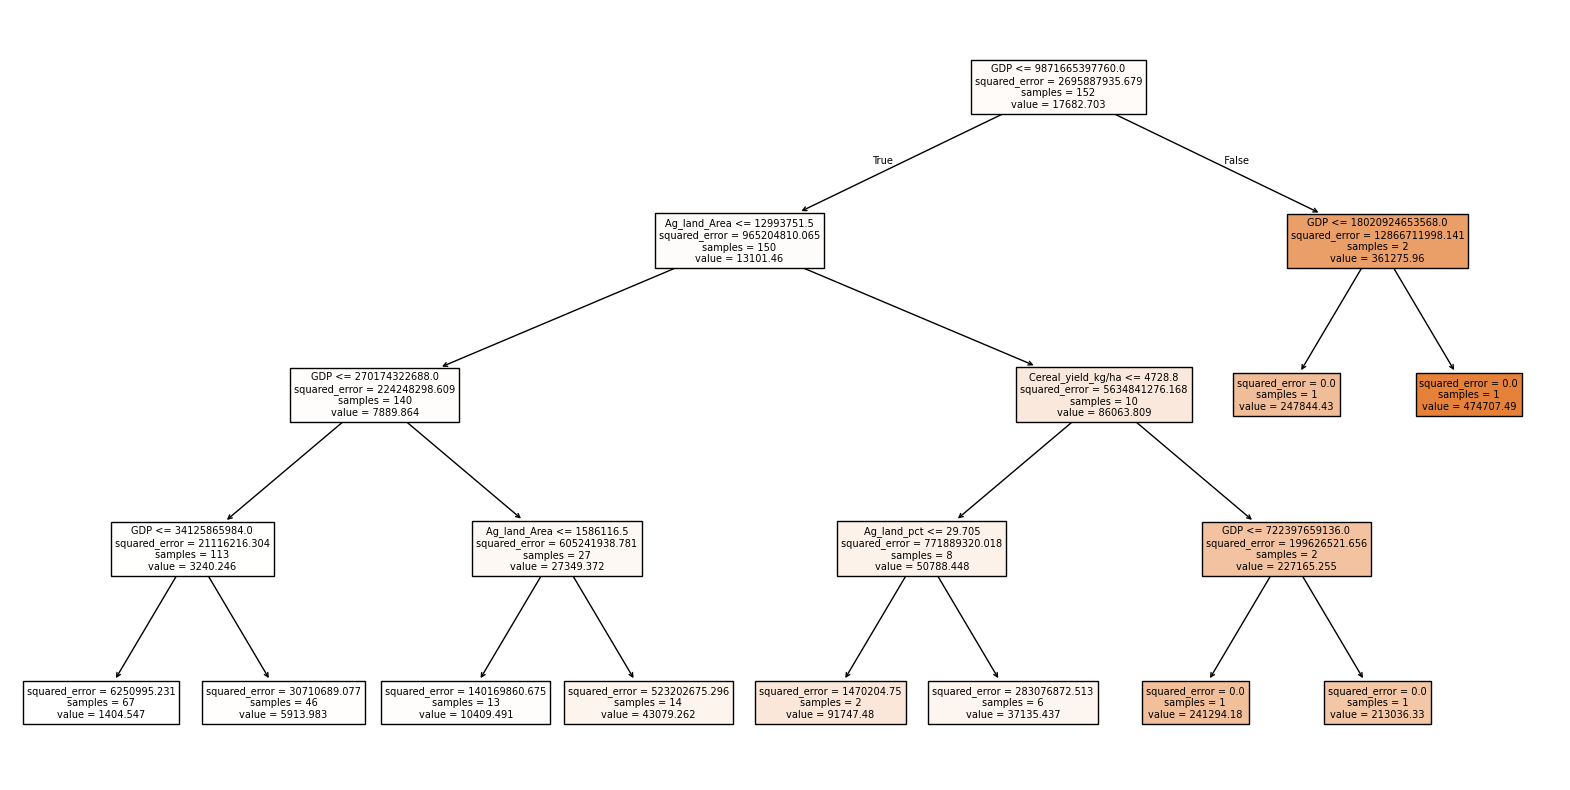 GDP <= 9871665397760.0
squared_error = 2695887935.679
samples = 152
value = 17682.703
True
False
Ag_land_Area <= 12993751.5
squared_error = 965204810.065
samples = 150
value = 13101.46
GDP <= 18020924653568.0
squared_error = 12866711998.141
samples = 2
value = 361275.96
GDP <= 270174322688.0
squared_error = 224248298.609
samples = 140
value = 7889.864
Cereal_yield_kg/ha <= 4728.8
squared_error = 5634841276.168
samples = 10
value = 86063.809
squared_error = 0.0
samples = 1
value = 247844.43
squared_error = 0.0
samples = 1
value = 474707.49
GDP <= 34125865984.0
squared_error = 21116216.304
samples = 113
value = 3240.246
Ag_land_Area <= 1586116.5
squared_error = 605241938.781
samples = 27
value = 27349.372
Ag_land_pct <= 29.705
squared_error = 771889320.018
samples = 8
value = 50788.448
GDP <= 722397659136.0
squared_error = 199626521.656
samples = 2
value = 227165.255
squared_error = 6250995.231
samples = 67
value = 1404.547
squared_error = 30710689.077
samples = 46
value = 5913.983
squared_error = 140169860.675
samples = 13
value = 10409.491
squared_error = 523202675.296
samples = 14
value = 43079.262
squared_error = 1470204.75
samples = 2
value = 91747.48
squared_error = 283076872.513
samples = 6
value = 37135.437
squared_error = 0.0
samples = 1
value = 241294.18
squared_error = 0.0
samples = 1
value = 213036.33